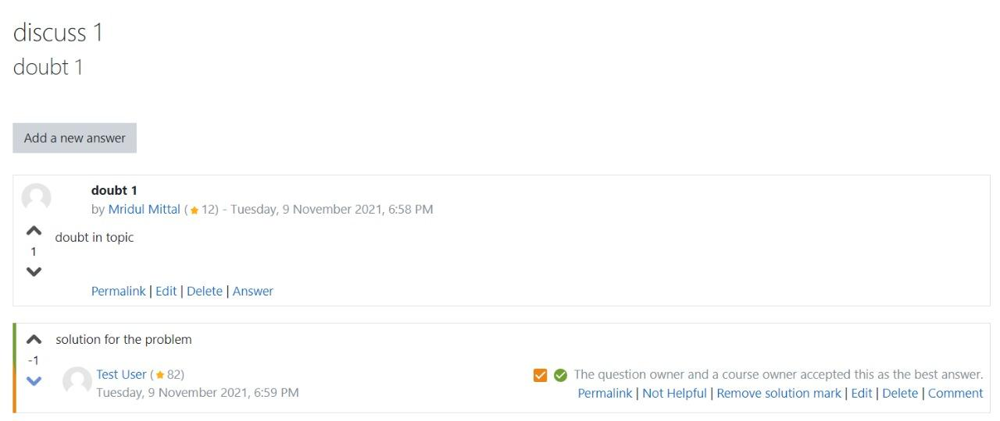 discuss 1
doubt 1
Add a new answer
doubt 1
by Mridul Mittal (★ 12) - Tuesday, 9 November 2021, 6:58 PM
doubt in topic
1
Permalink | Edit | Delete | Answer
solution for the problem
-1
Test User (★ 82)
Tuesday, 9 November 2021, 6:59 PM
The question owner and a course owner accepted this as the best answer.
Permalink | Not Helpful | Remove solution mark | Edit | Delete | Comment